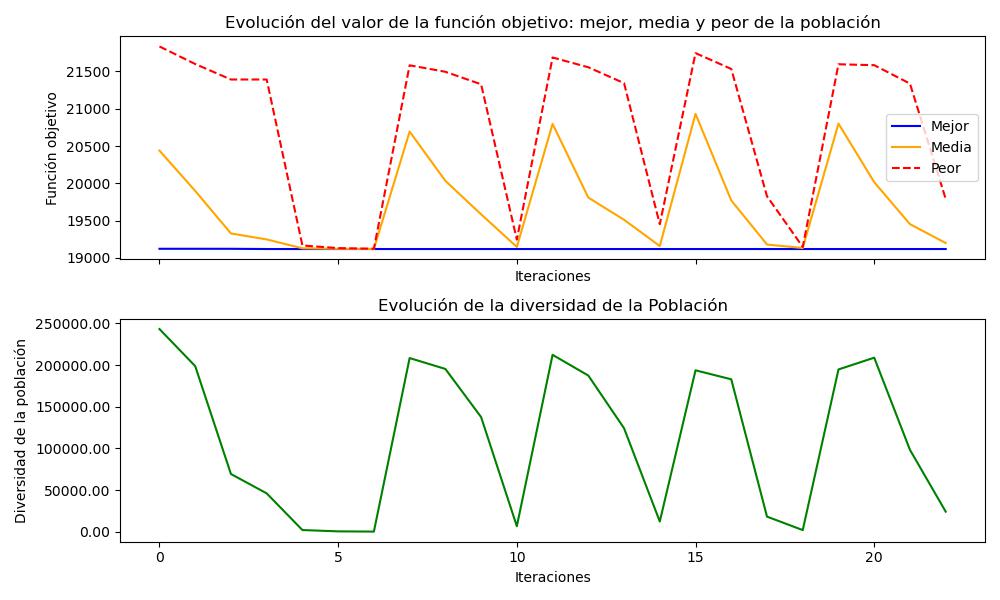 Evolución del valor de la función objetivo: mejor, media y peor de la población
Función objetivo
21500
21000
20500
20000
19500
19000
Mejor
Media
Peor
Iteraciones
Evolución de la diversidad de la Población
Diversidad de la población
250000.00
200000.00
150000.00
100000.00
50000.00
0.00
0 5 10 15 20
Iteraciones